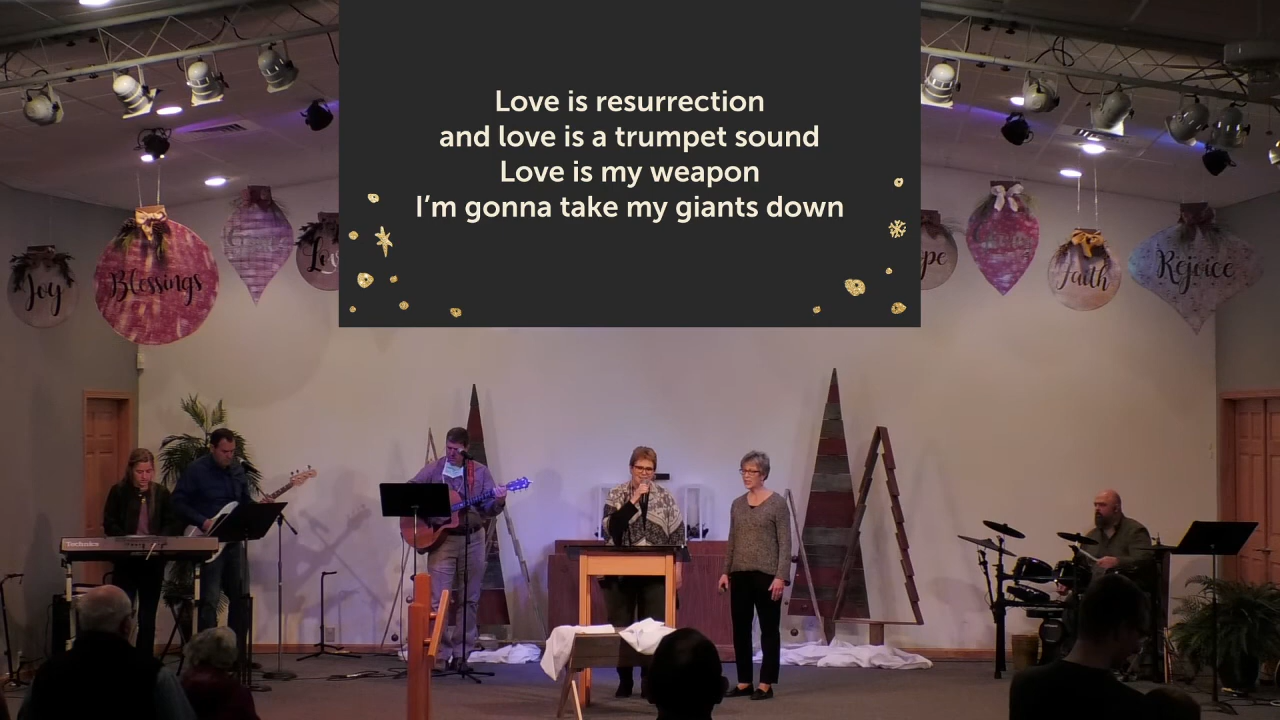 Love is resurrection
and love is a trumpet sound
Love is my weapon
I'm gonna take my giants down
Joy
Blessings
Faith
Rejoice
Technics